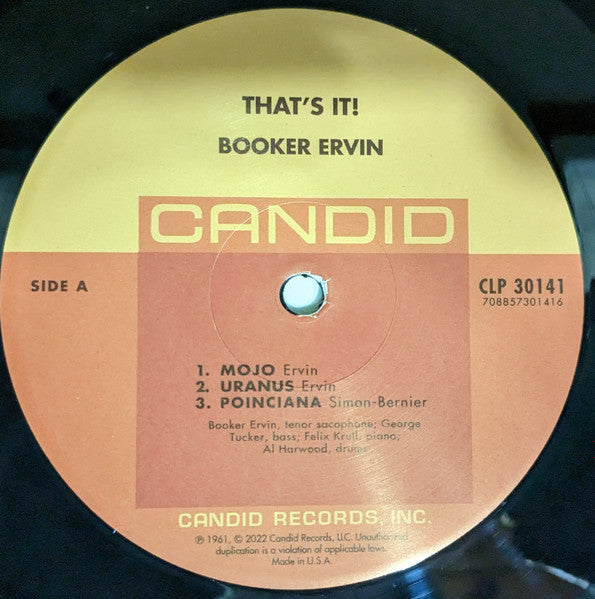 THAT'S IT!
BOOKER ERVIN
CANDID
SIDE A
CLP 30141
708857301416
1. MOJO Ervin
2. URANUS Ervin
3. POINCIANA Simon-Bernier
Booker Ervin, tenor sacophone; George
Tucker, bass; Felix Krull, piano;
Al Harwood, drums
CANDID RECORDS, INC.
℗ 1961, © 2022 Candid Records, LLC. Unauthorized
duplication is a violation of applicable laws.
Made in U.S.A.